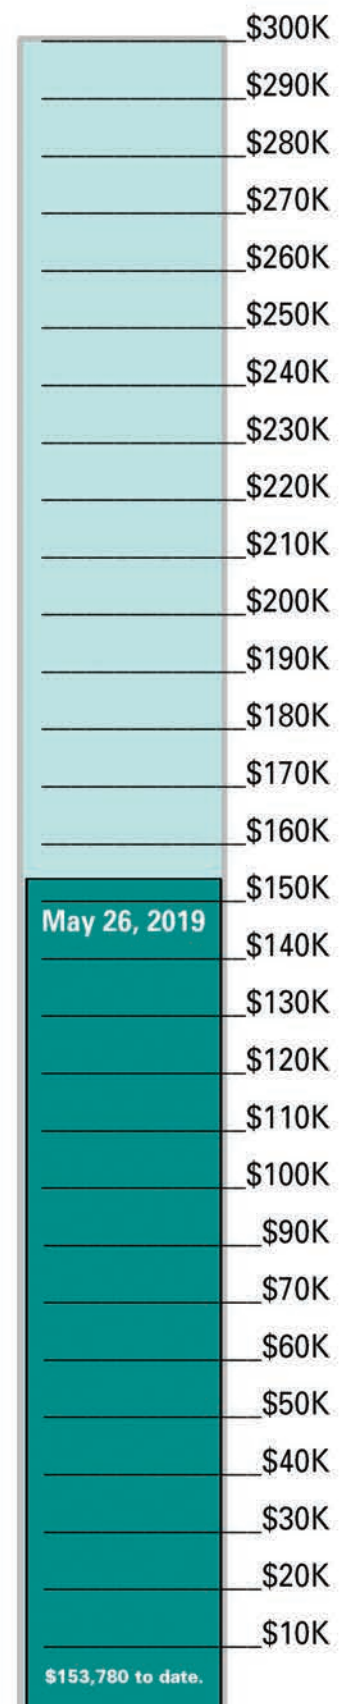 $300K
$290K
$280K
$270K
$260K
$250K
$240K
$230K
$220K
$210K
$200K
$190K
$180K
$170K
$160K
$150K
May 26, 2019
$140K
$130K
$120K
$110K
$100K
$90K
$70K
$60K
$50K
$40K
$30K
$20K
$10K
$153,780 to date.